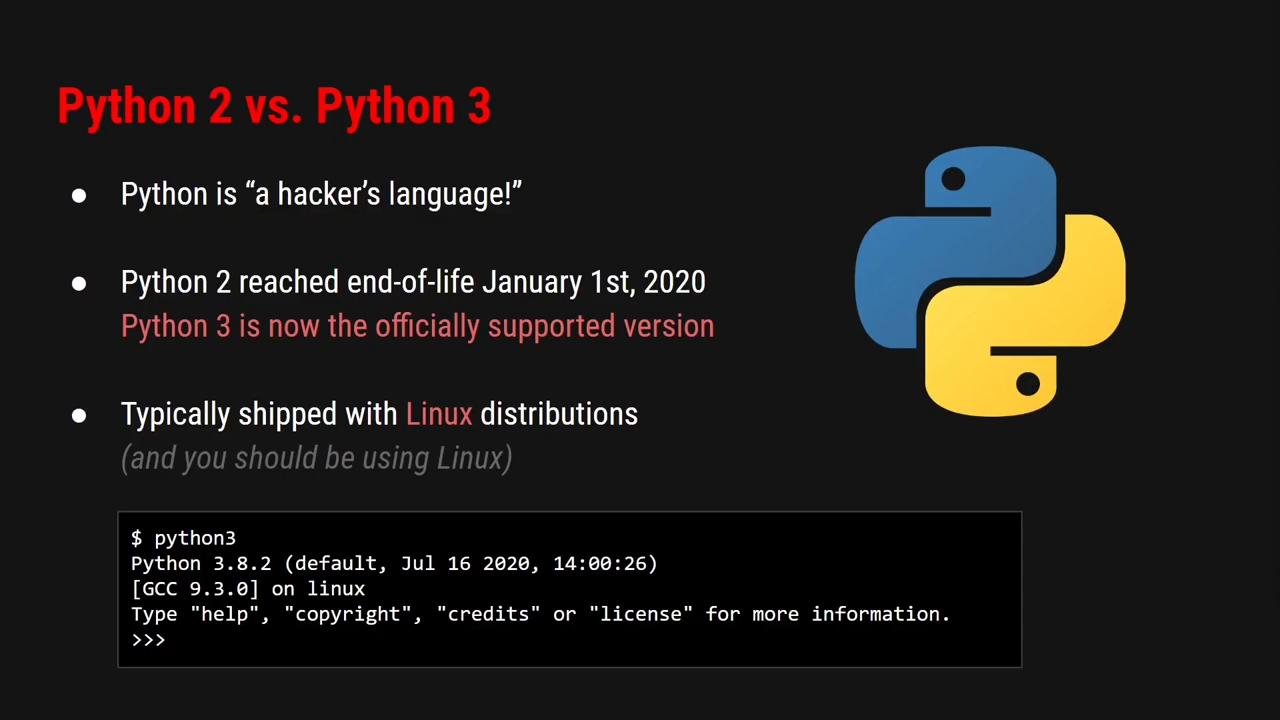 Python 2 vs. Python 3
● Python is “a hacker’s language!”
● Python 2 reached end-of-life January 1st, 2020
Python 3 is now the officially supported version
● Typically shipped with Linux distributions
(and you should be using Linux)
$ python3
Python 3.8.2 (default, Jul 16 2020, 14:00:26)
[GCC 9.3.0] on linux
Type "help", "copyright", "credits" or "license" for more information.
>>>